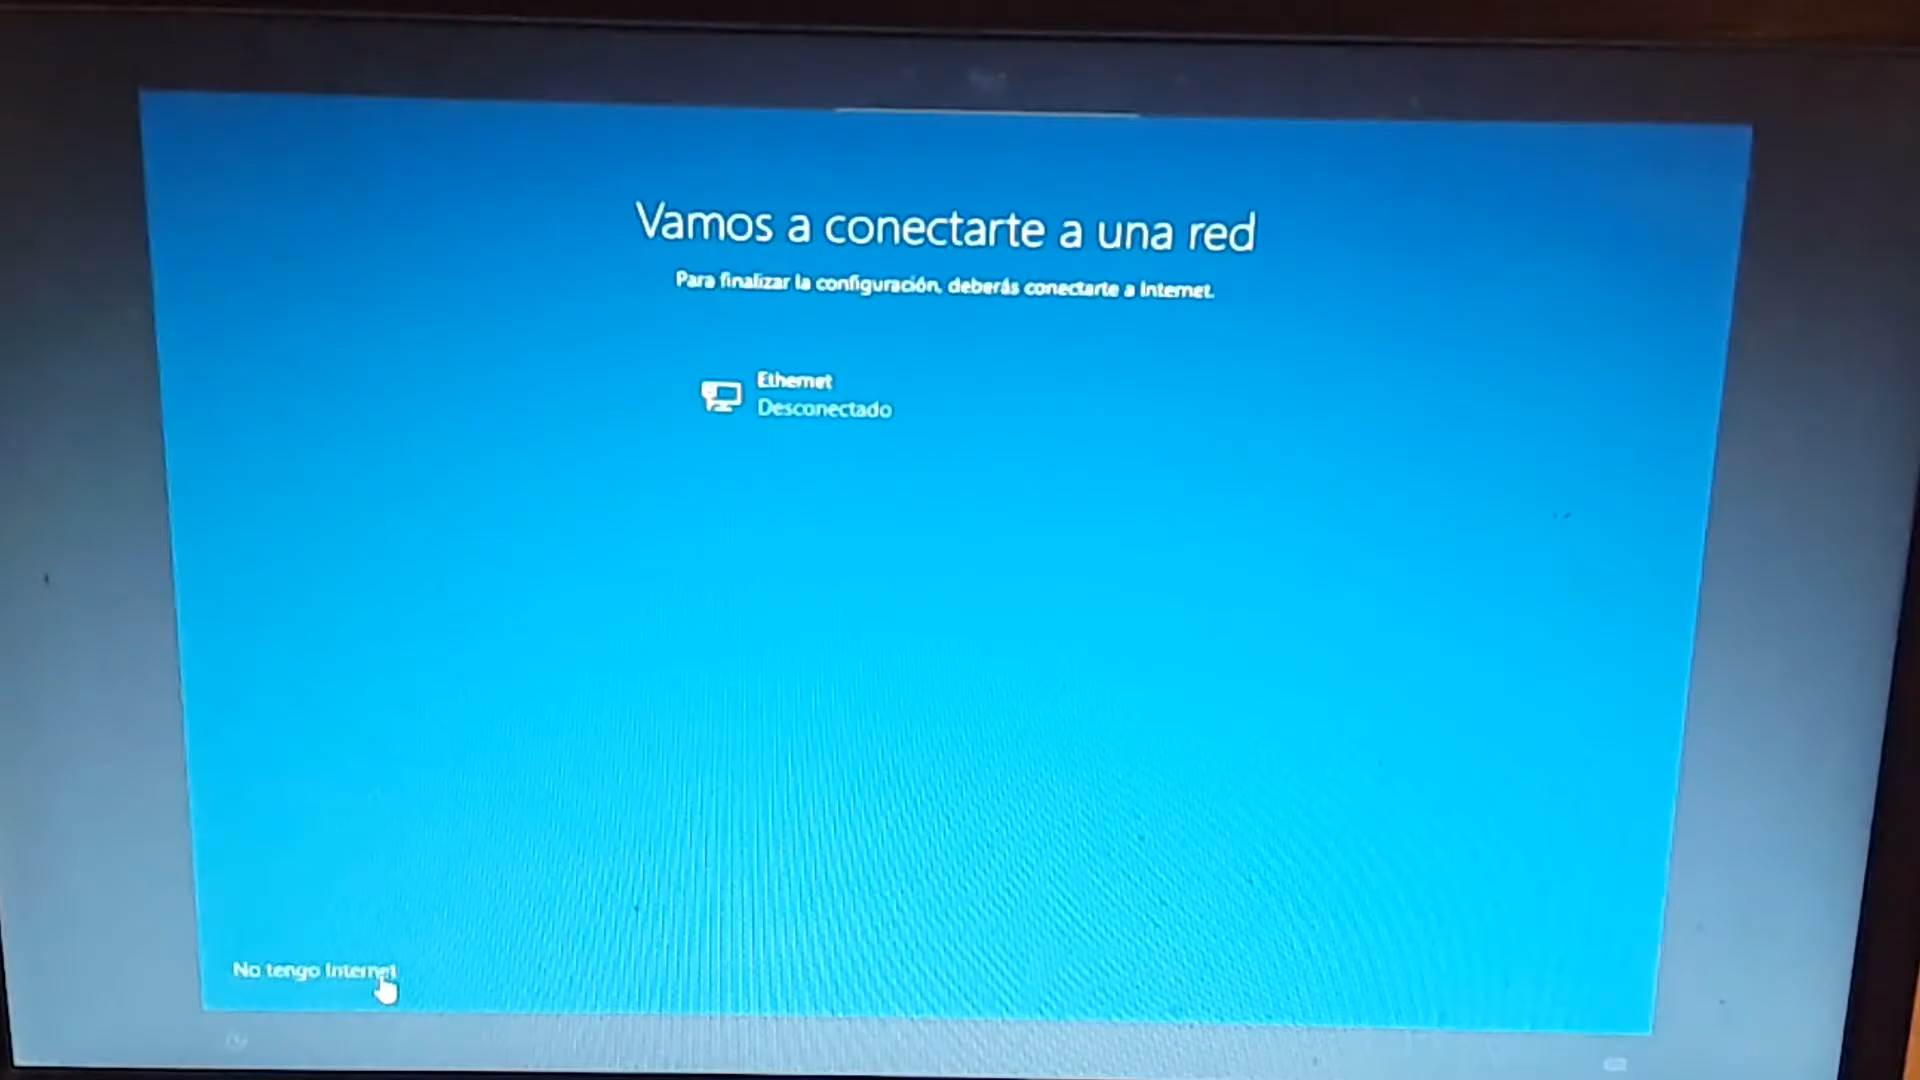 Vamos a conectarte a una red
Para finalizar la configuración, deberás conectarte a Internet.
Ethernet
Desconectado
No tengo Internet